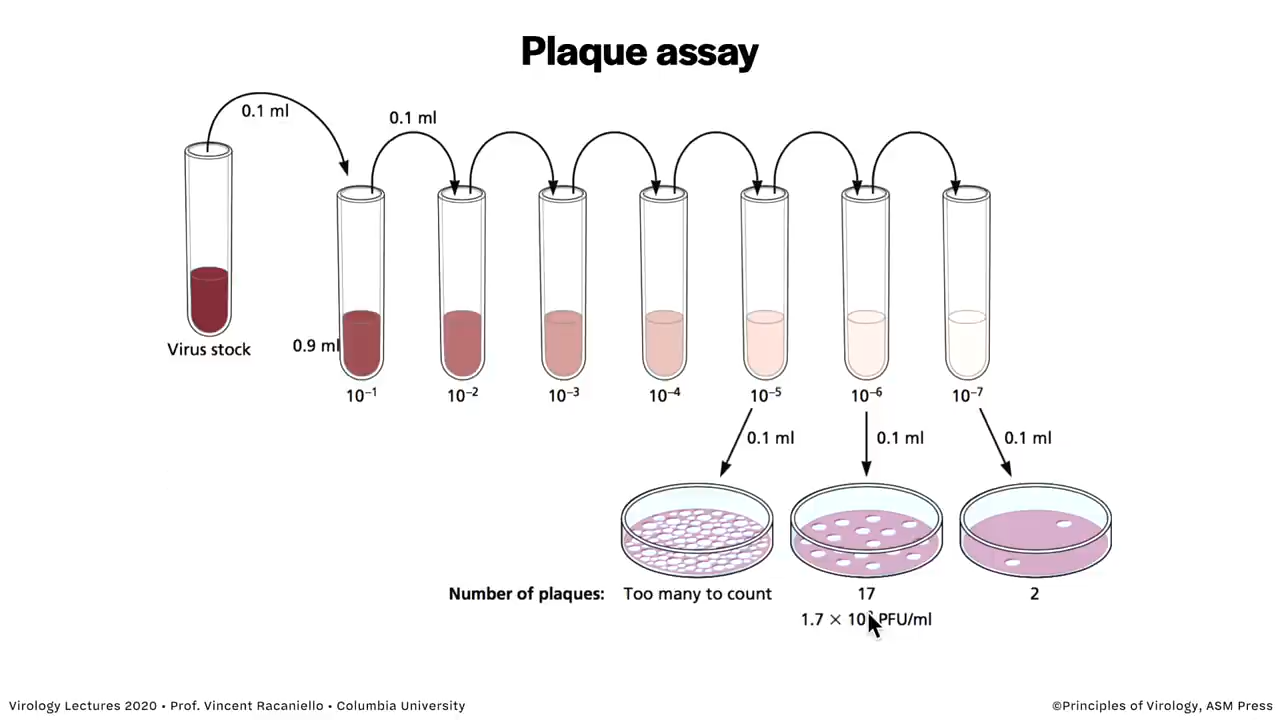 Plaque assay
0.1 ml
0.1 ml
Virus stock
0.9 ml
10⁻¹
10⁻²
10⁻³
10⁻⁴
10⁻⁵
10⁻⁶
10⁻⁷
0.1 ml
0.1 ml
0.1 ml
Number of plaques: Too many to count 17 2
1.7 × PFU/ml
Virology Lectures 2020 • Prof. Vincent Racaniello • Columbia University
©Principles of Virology, ASM Press